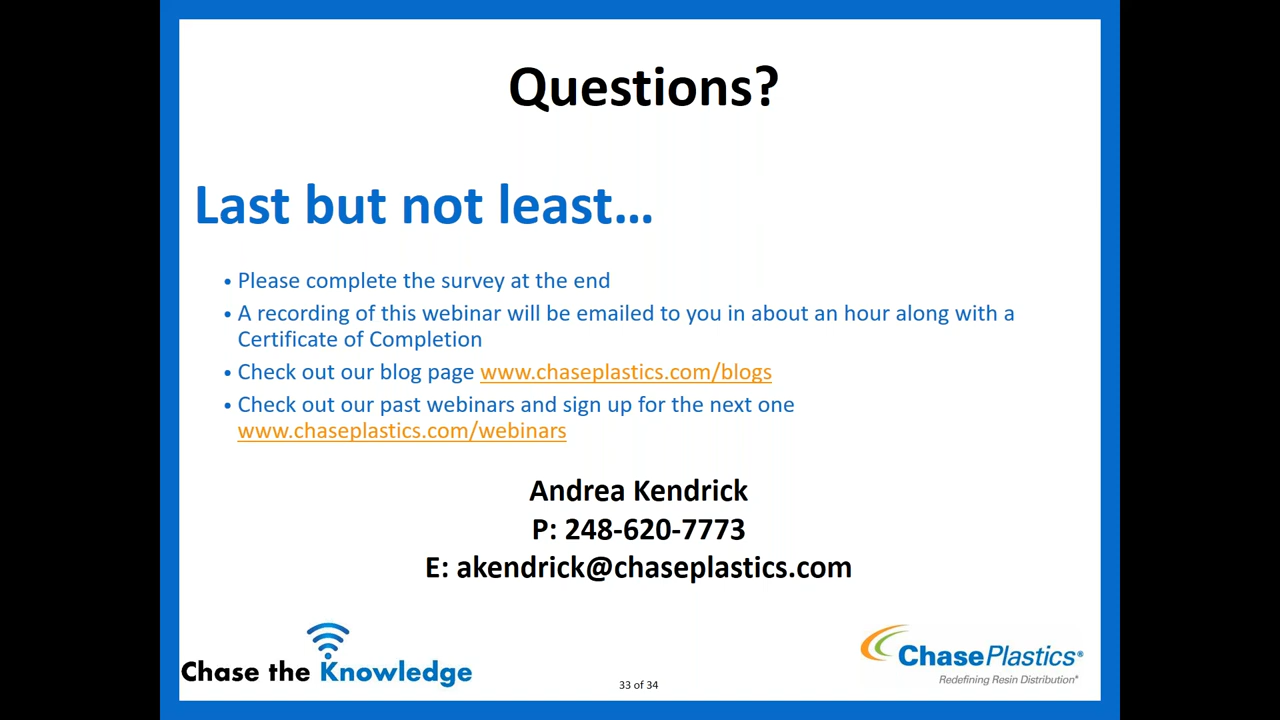 Questions?
Last but not least...
• Please complete the survey at the end
• A recording of this webinar will be emailed to you in about an hour along with a
Certificate of Completion
• Check out our blog page www.chaseplastics.com/blogs
• Check out our past webinars and sign up for the next one
www.chaseplastics.com/webinars
Andrea Kendrick
P: 248-620-7773
E: akendrick@chaseplastics.com
Chase the Knowledge
33 of 34
ChasePlastics®
Redefining Resin Distribution*